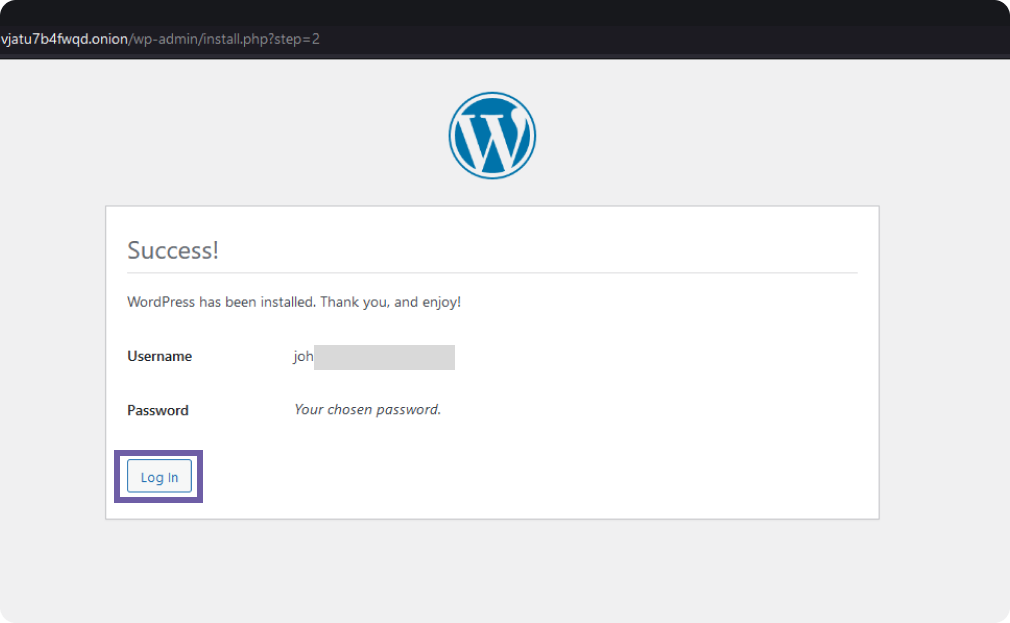 vjatu7b4fwqd.onion/wp-admin/install.php?step=2
Success!
WordPress has been installed. Thank you, and enjoy!
Username joh
Password Your chosen password.
Log In